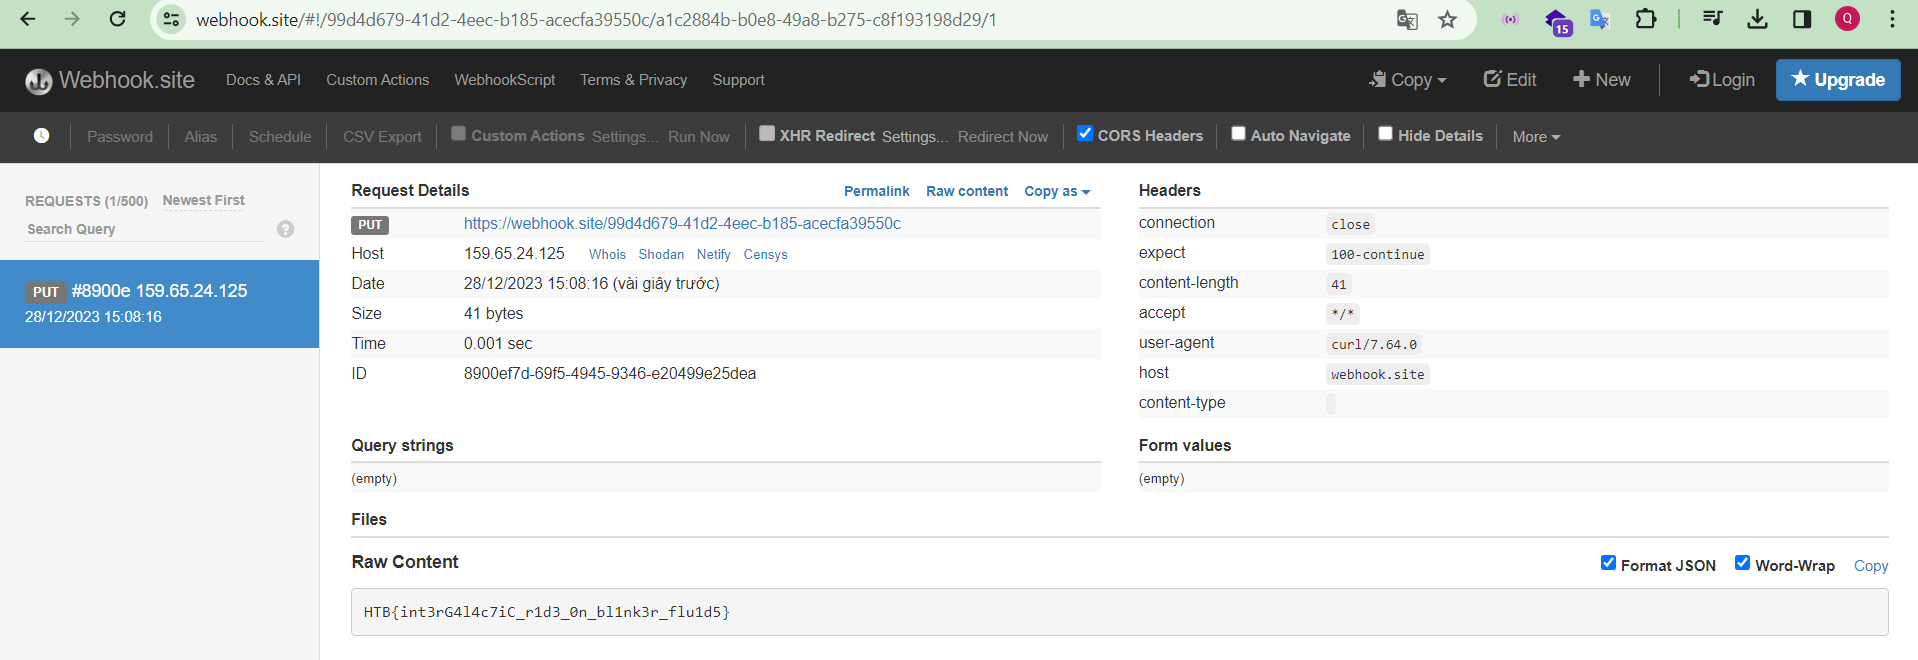 webhook.site/#!/99d4d679-41d2-4eec-b185-acecfa39550c/a1c2884b-b0e8-49a8-b275-c8f193198d29/1
15
Q
Webhook.site Docs & API Custom Actions WebhookScript Terms & Privacy Support Copy Edit New Login Upgrade
Password Alias Schedule CSV Export Custom Actions Settings... Run Now XHR Redirect Settings... Redirect Now CORS Headers Auto Navigate Hide Details More
REQUESTS (1/500) Newest First
Search Query ?
PUT #8900e 159.65.24.125
28/12/2023 15:08:16
Request Details Permalink Raw content Copy as
PUT https://webhook.site/99d4d679-41d2-4eec-b185-acecfa39550c
Host 159.65.24.125 Whois Shodan Netify Censys
Date 28/12/2023 15:08:16 (vài giây trước)
Size 41 bytes
Time 0.001 sec
ID 8900ef7d-69f5-4945-9346-e20499e25dea
Headers
connection close
expect 100-continue
content-length 41
accept */*
user-agent curl/7.64.0
host webhook.site
content-type
Query strings
(empty)
Form values
(empty)
Files
Raw Content Format JSON Word-Wrap Copy
HTB{int3rG4l4c7iC_r1d3_0n_bl1nk3r_flu1d5}